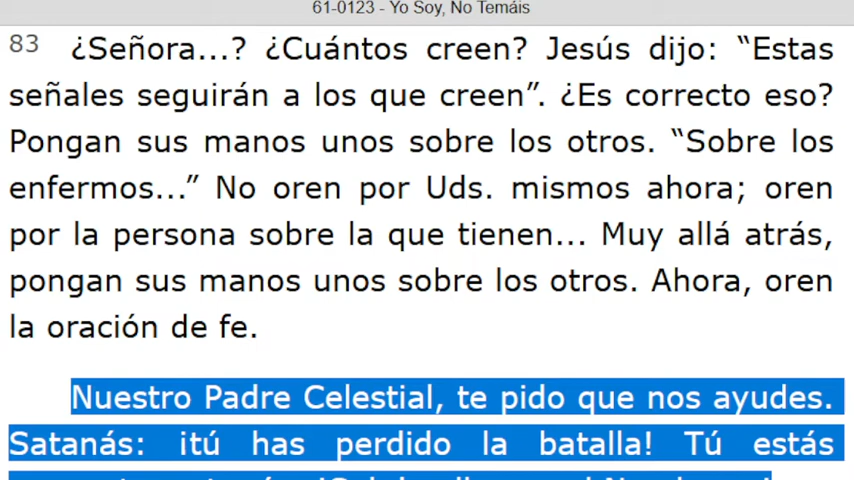 61-0123 - Yo Soy, No Temáis
83 ¿Señora...? ¿Cuántos creen? Jesús dijo: “Estas
señales seguirán a los que creen”. ¿Es correcto eso?
Pongan sus manos unos sobre los otros. “Sobre los
enfermos...” No oren por Uds. mismos ahora; oren
por la persona sobre la que tienen... Muy allá atrás,
pongan sus manos unos sobre los otros. Ahora, oren
la oración de fe.
Nuestro Padre Celestial, te pido que nos ayudes.
Satanás: ¡tú has perdido la batalla! Tú estás